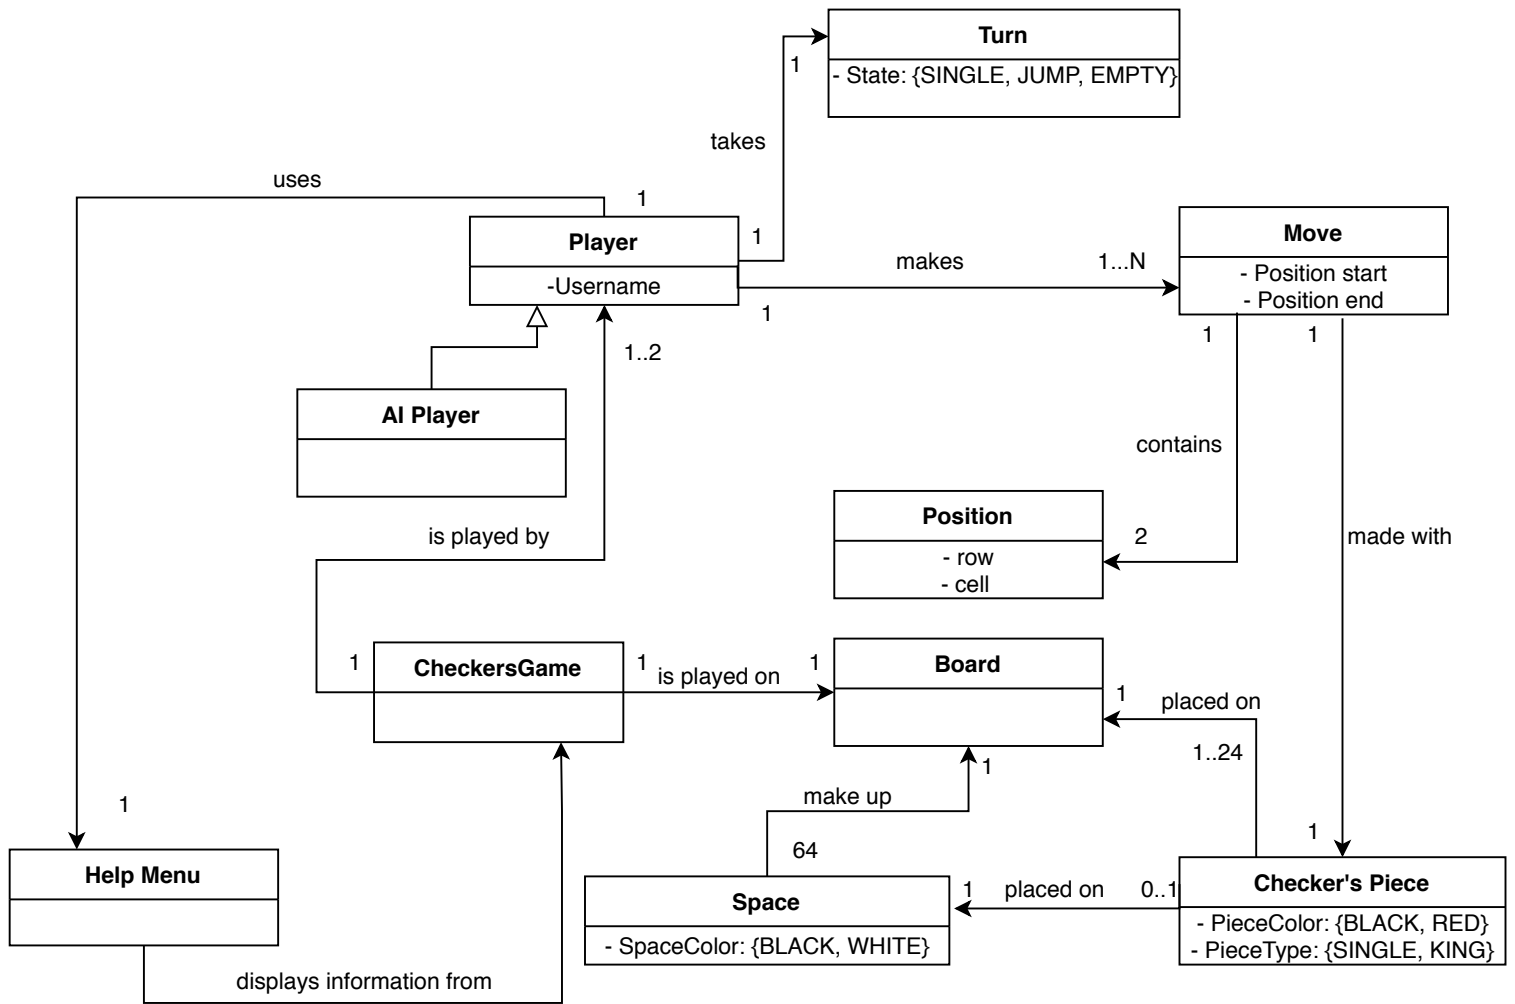 Turn
- State: {SINGLE, JUMP, EMPTY}
1
takes
uses
1
Player
-Username
1
makes
1...N
1
Move
- Position start
- Position end
1
1
1..2
AI Player
contains
is played by
Position
- row
- cell
2
made with
1
CheckersGame
1
is played on
1
Board
1
placed on
1..24
1
make up
64
1
1
Help Menu
Space
- SpaceColor: {BLACK, WHITE}
1
placed on
0..1
Checker's Piece
- PieceColor: {BLACK, RED}
- PieceType: {SINGLE, KING}
displays information from